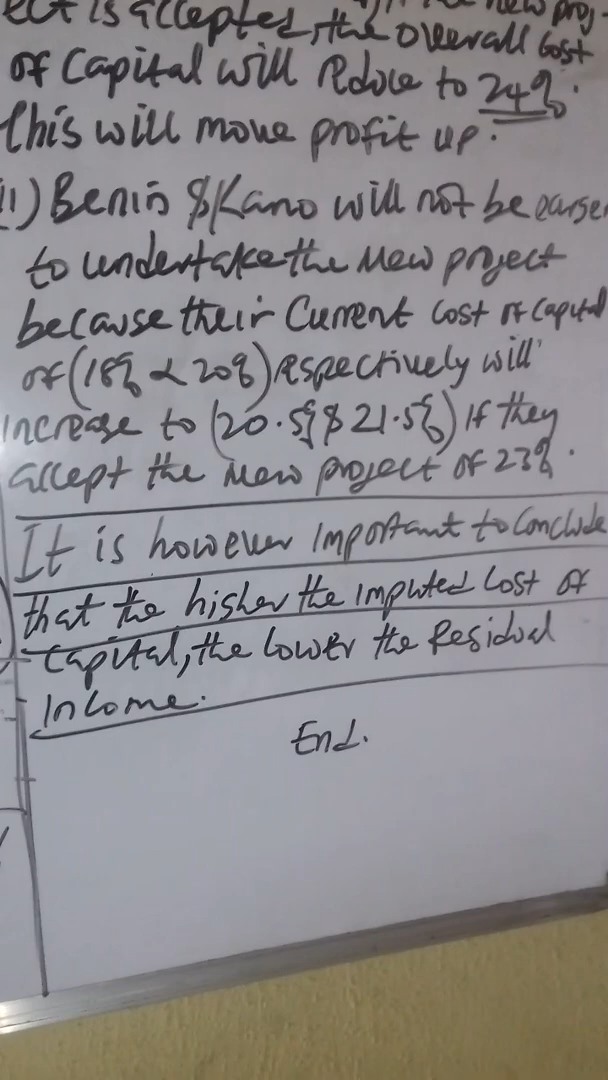 ect is accepted, the overall cost
of Capital will Rdule to 24%.
This will move profit up.
ii) Benin & Kano will not be earser
to undertake the new project
because their Current Cost of Capital
of (18% & 20%) respectively will
increase to (20.5% & 21.5%) If they
accept the new project of 23%.
It is however important to conclude
that the higher the imputed cost of
Capital, the lower the Residual
Income.
End.